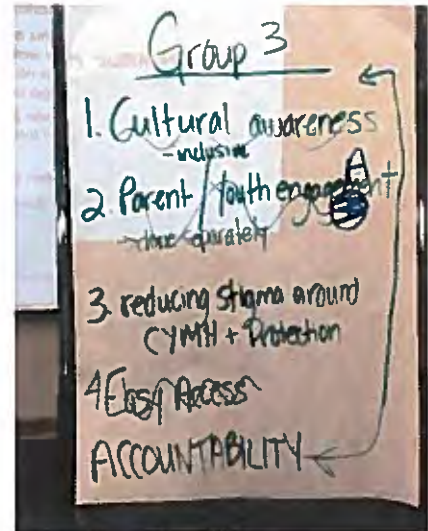 Group 3
1. Cultural awareness
- inclusive
2. Parent / Youth engagement
- done separately
3. reducing stigma around
CYMH + Protection
4 Easy Access
ACCOUNTABILITY